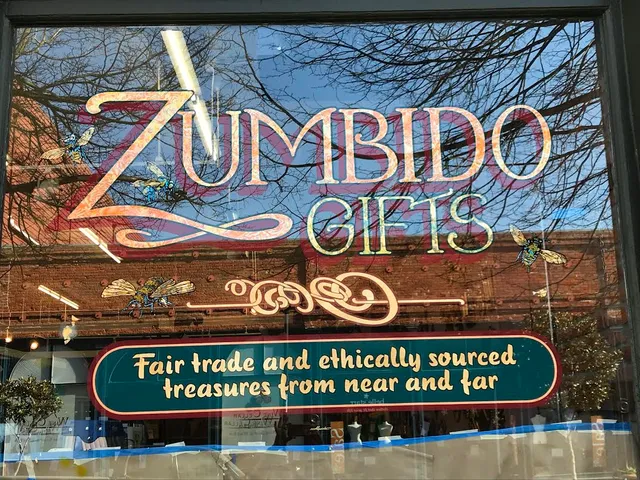 ZUMBIDO
GIFTS
Fair trade and ethically sourced
treasures from near and far